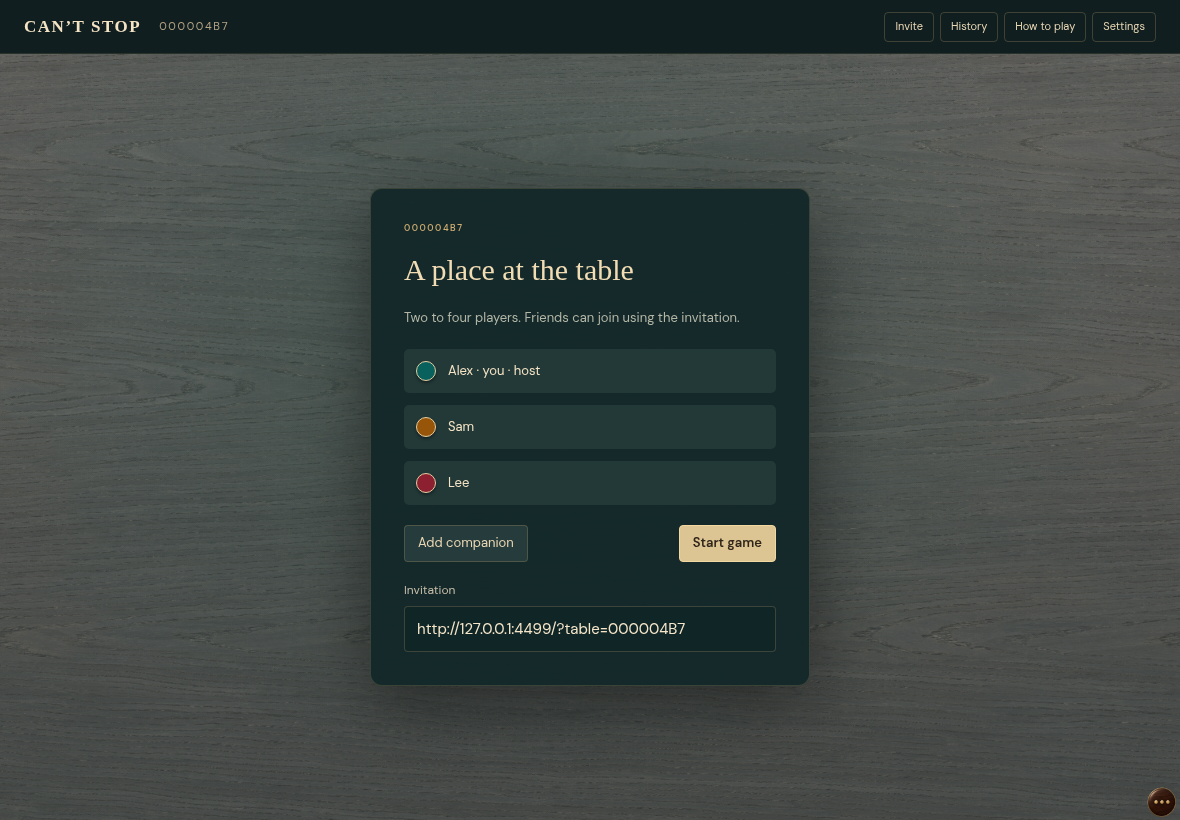 CAN’T STOP 000004B7 Invite History How to play Settings
000004B7
A place at the table
Two to four players. Friends can join using the invitation.
Alex · you · host
Sam
Lee
Add companion Start game
Invitation
http://127.0.0.1:4499/?table=000004B7